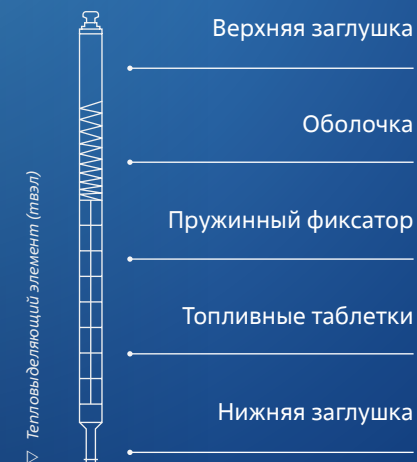 Верхняя заглушка
Оболочка
Пружинный фиксатор
Топливные таблетки
Нижняя заглушка
▽ Тепловыделяющий элемент (твэл)